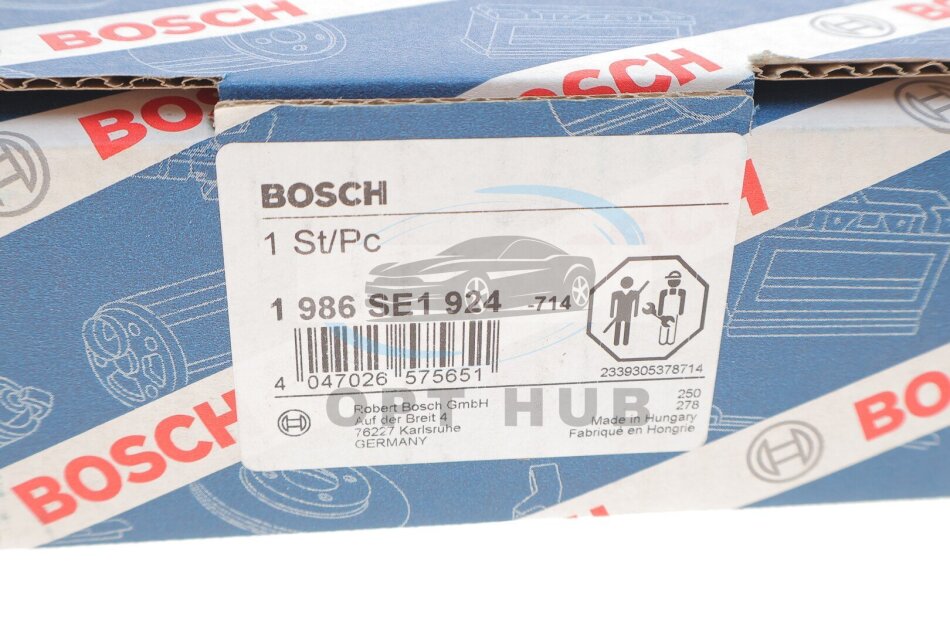 BOSCH
BOSCH
BOSCH
BOSCH
1 St/Pc
1 986 SE1 924 -714
4 047026 575651
2339305378714
OPT HUB
Robert Bosch GmbH
Auf der Breit 4
76227 Karlsruhe
GERMANY
250
278
Made in Hungary
Fabriqué en Hongrie
BOSCH
BO